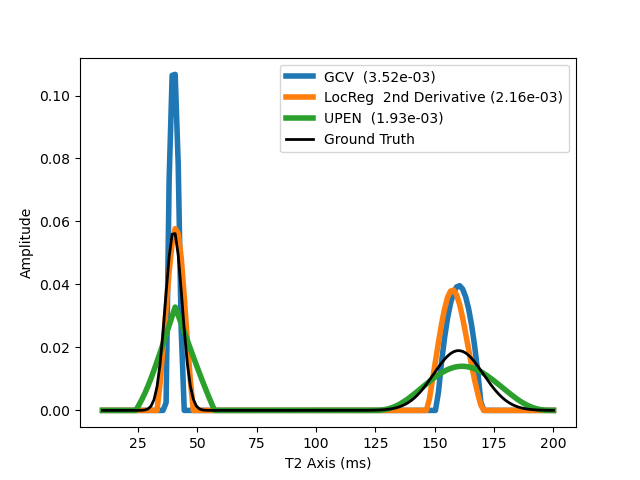 GCV (3.52e-03)
LocReg 2nd Derivative (2.16e-03)
UPEN (1.93e-03)
Ground Truth
0.10
0.08
0.06
0.04
0.02
0.00
Amplitude
25 50 75 100 125 150 175 200
T2 Axis (ms)